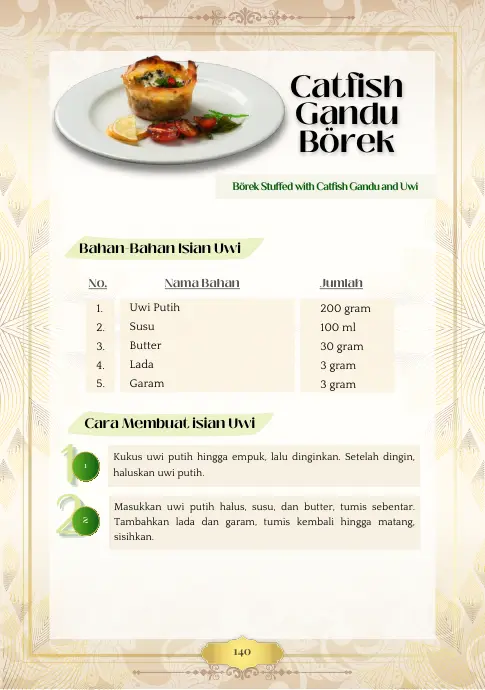 Catfish
Gandu
Börek
Börek Stuffed with Catfish Gandu and Uwi
Bahan-Bahan Isian Uwi
No. Nama Bahan Jumlah
1. Uwi Putih 200 gram
2. Susu 100 ml
3. Butter 30 gram
4. Lada 3 gram
5. Garam 3 gram
Cara Membuat isian Uwi
1 Kukus uwi putih hingga empuk, lalu dinginkan. Setelah dingin,
haluskan uwi putih.
2 Masukkan uwi putih halus, susu, dan butter, tumis sebentar.
Tambahkan lada dan garam, tumis kembali hingga matang,
sisihkan.
140